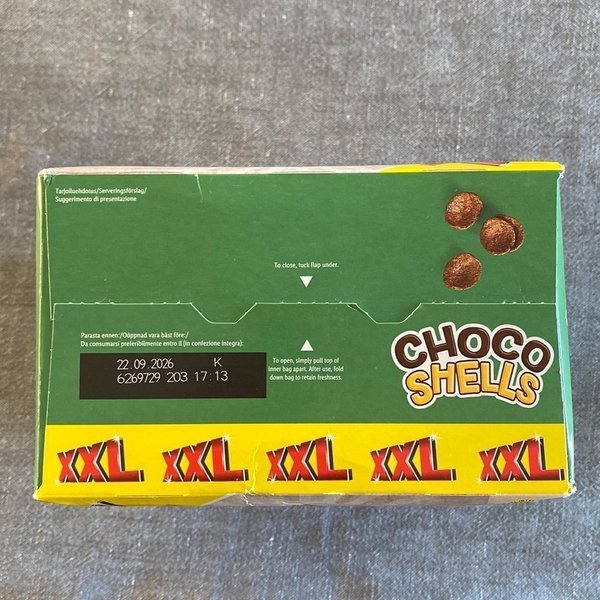 Tarjoiluehdotus/Serveringsförslag/
Suggerimento di presentazione
To close, tuck flap under.
Parasta ennen:/Oöppnad vara bäst före:/
Da consumarsi preferibilmente entro il (in confezione integra):
22.09.2026 K
6269729 203 17:13
To open, simply pull top of
inner bag apart. After use, fold
down bag to retain freshness.
CHOCO
SHELLS
XXL XXL XXL XXL XXL